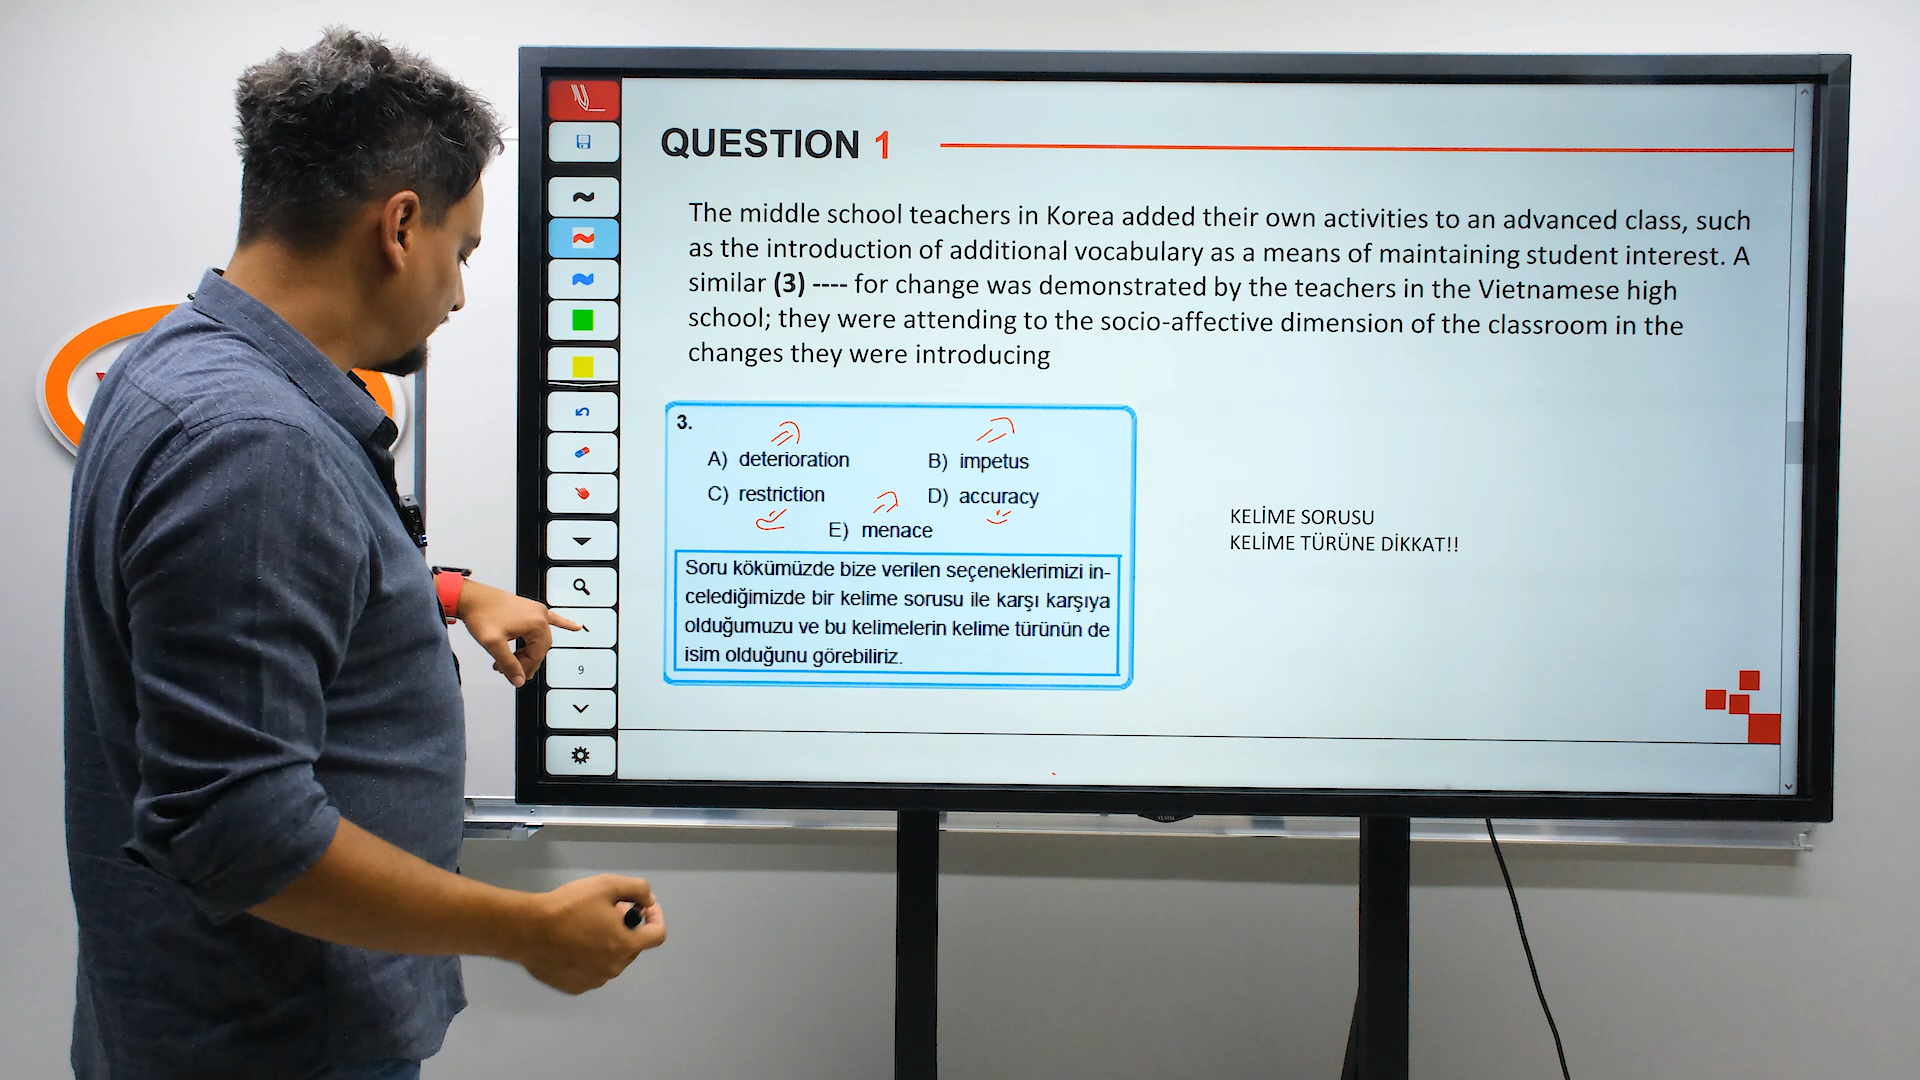 QUESTION 1
The middle school teachers in Korea added their own activities to an advanced class, such
as the introduction of additional vocabulary as a means of maintaining student interest. A
similar (3) ---- for change was demonstrated by the teachers in the Vietnamese high
school; they were attending to the socio-affective dimension of the classroom in the
changes they were introducing
3.
A) deterioration B) impetus
C) restriction D) accuracy
E) menace
KELİME SORUSU
KELİME TÜRÜNE DİKKAT!!
Soru kökümüzde bize verilen seçeneklerimizi in-
celediğimizde bir kelime sorusu ile karşı karşıya
olduğumuzu ve bu kelimelerin kelime türünün de
isim olduğunu görebiliriz.
9
VESTEL